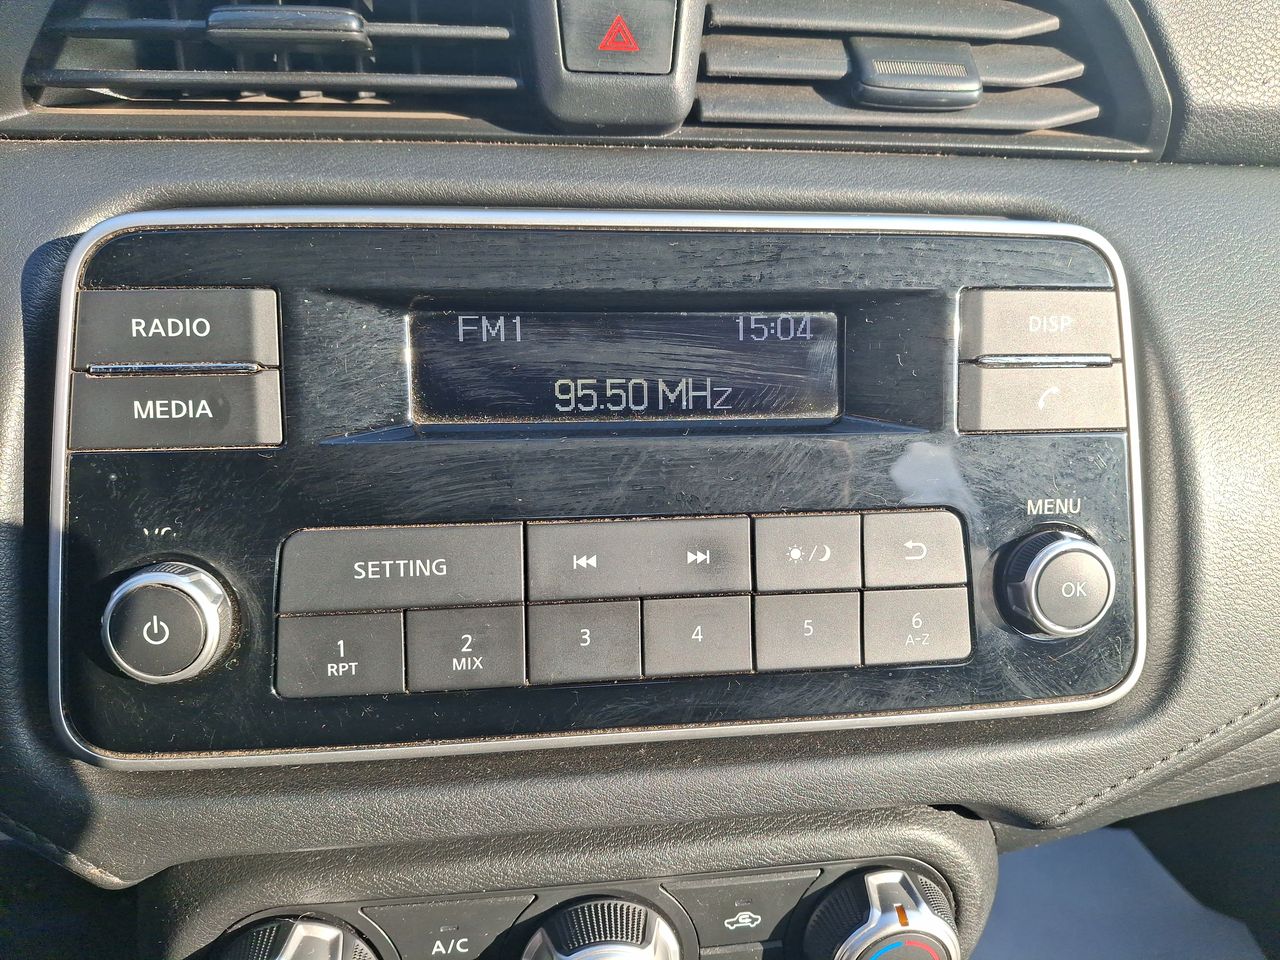 FM1 15:04
95.50 MHz
RADIO
MEDIA
DISP
MENU
SETTING
OK
1 2 3 4 5 6
RPT MIX A-Z
A/C